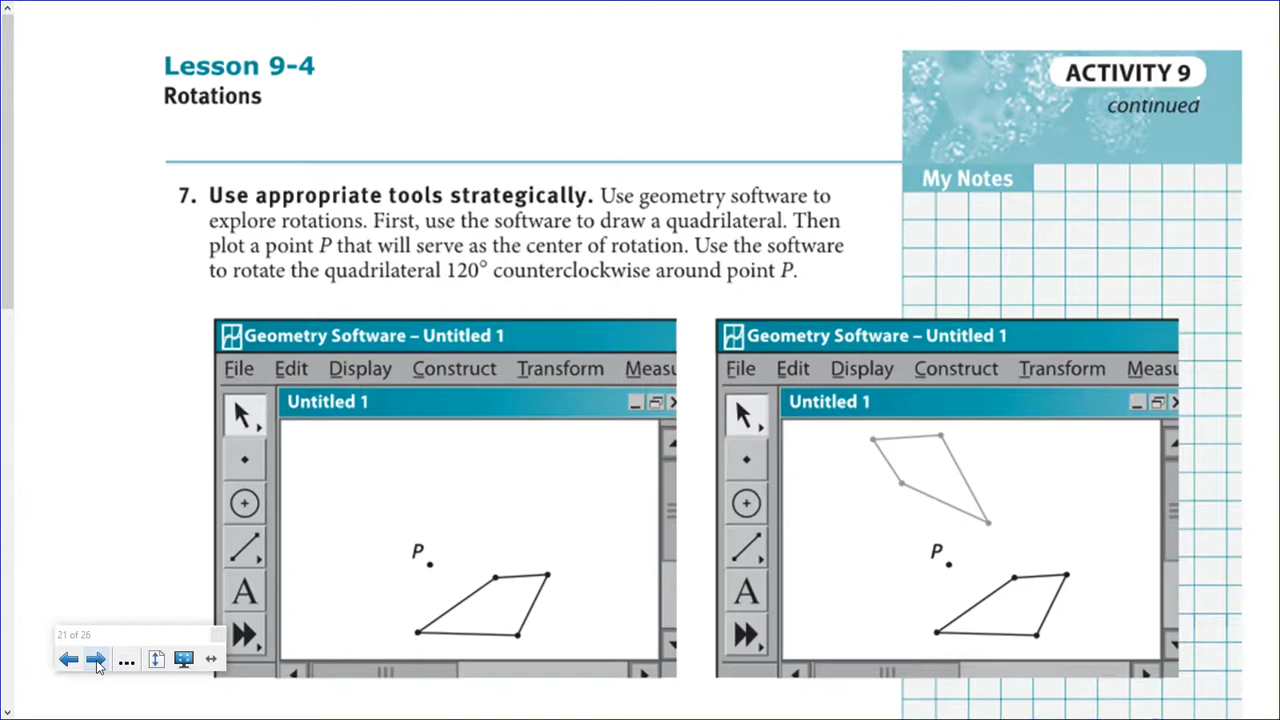 Lesson 9-4
Rotations
ACTIVITY 9
continued
My Notes
7. Use appropriate tools strategically. Use geometry software to
explore rotations. First, use the software to draw a quadrilateral. Then
plot a point P that will serve as the center of rotation. Use the software
to rotate the quadrilateral 120° counterclockwise around point P.
Geometry Software – Untitled 1
File Edit Display Construct Transform Measu
Untitled 1
P
A
Geometry Software – Untitled 1
File Edit Display Construct Transform Measu
Untitled 1
P
A
21 of 26